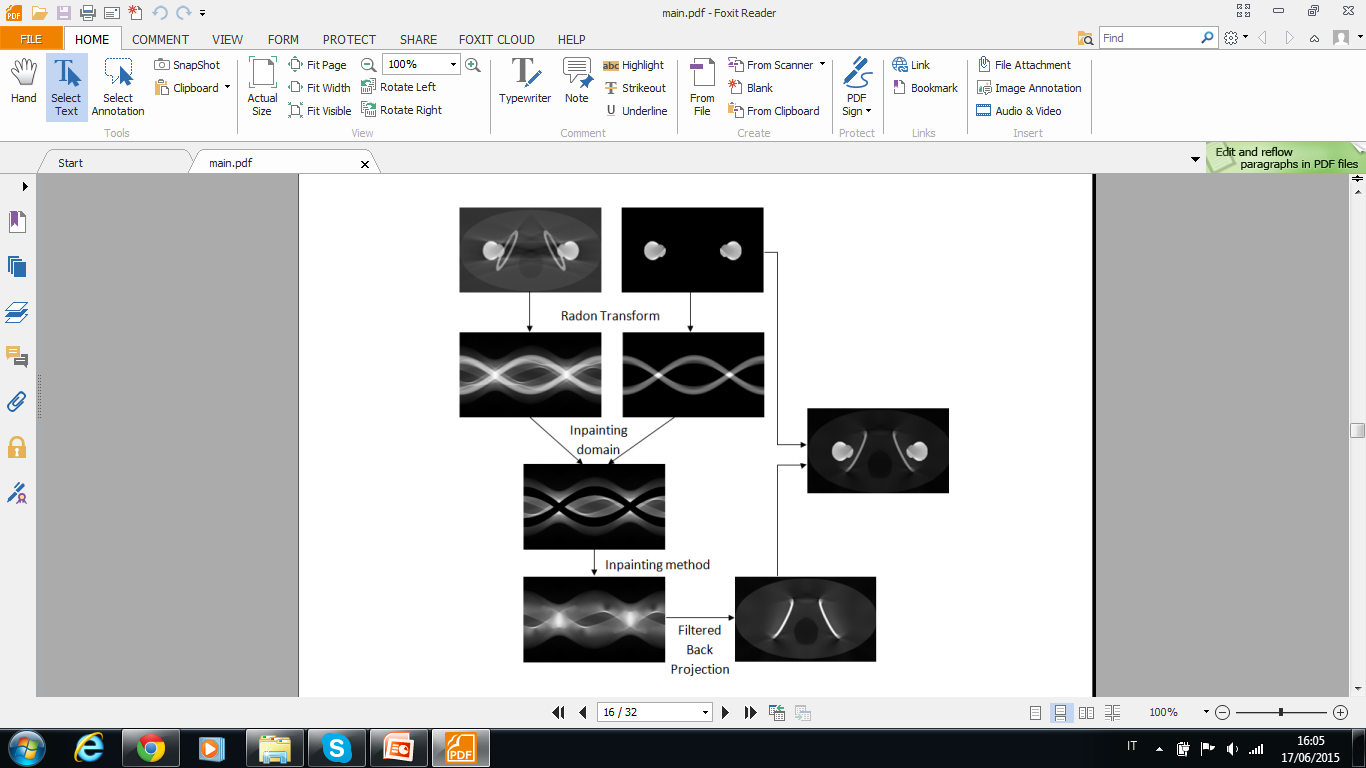 main.pdf - Foxit Reader
FILE HOME COMMENT VIEW FORM PROTECT SHARE FOXIT CLOUD HELP
Find
Hand
Select
Text
Select
Annotation
SnapShot
Clipboard
Tools
Actual
Size
Fit Page
Fit Width
Fit Visible
100%
Rotate Left
Rotate Right
View
Typewriter
Note
abc Highlight
T Strikeout
U Underline
Comment
From
File
From Scanner
Blank
From Clipboard
Create
PDF
Sign
Protect
Link
Bookmark
Links
File Attachment
Image Annotation
Audio & Video
Insert
Start
main.pdf
Edit and reflow
paragraphs in PDF files
Radon Transform
Inpainting
domain
Inpainting method
Filtered
Back
Projection
16 / 32
100%
PDF
IT
16:05
17/06/2015